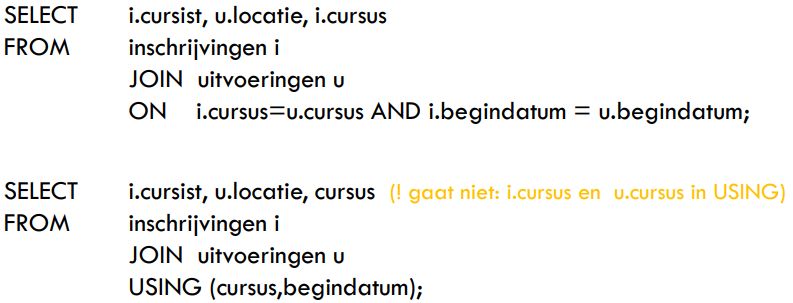 SELECT i.cursist, u.locatie, i.cursus
FROM inschrijvingen i
JOIN uitvoeringen u
ON i.cursus=u.cursus AND i.begindatum = u.begindatum;
SELECT i.cursist, u.locatie, cursus (! gaat niet: i.cursus en u.cursus in USING)
FROM inschrijvingen i
JOIN uitvoeringen u
USING (cursus,begindatum);